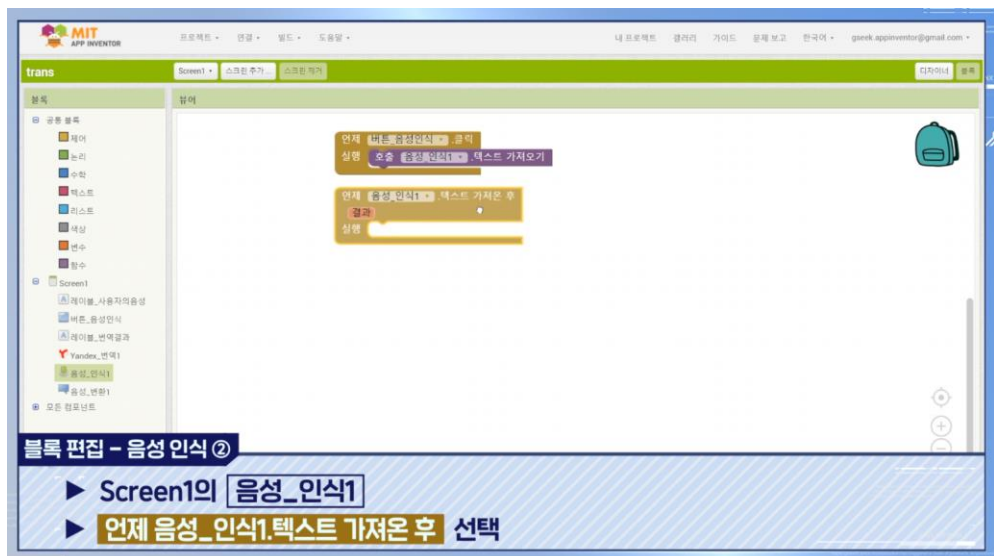 MIT
APP INVENTOR
프로젝트 연결 빌드 도움말
내 프로젝트 갤러리 가이드 문제 보고 한국어 gseek.appinventor@gmail.com
trans
Screen1 스크린 추가... 스크린 제거
디자이너 블록
블록
뷰어
공통 블록
제어
논리
수학
텍스트
리스트
색상
변수
함수
Screen1
레이블_사용자의음성
버튼_음성인식
레이블_번역결과
Yandex_번역1
음성_인식1
음성_변환1
모든 컴포넌트
언제 버튼_음성인식 .클릭
실행 호출 음성_인식1 .텍스트 가져오기
언제 음성_인식1 .텍스트 가져온 후
결과
실행
블록 편집 – 음성 인식 ②
▶ Screen1의 음성_인식1
▶ 언제 음성_인식1.텍스트 가져온 후 선택